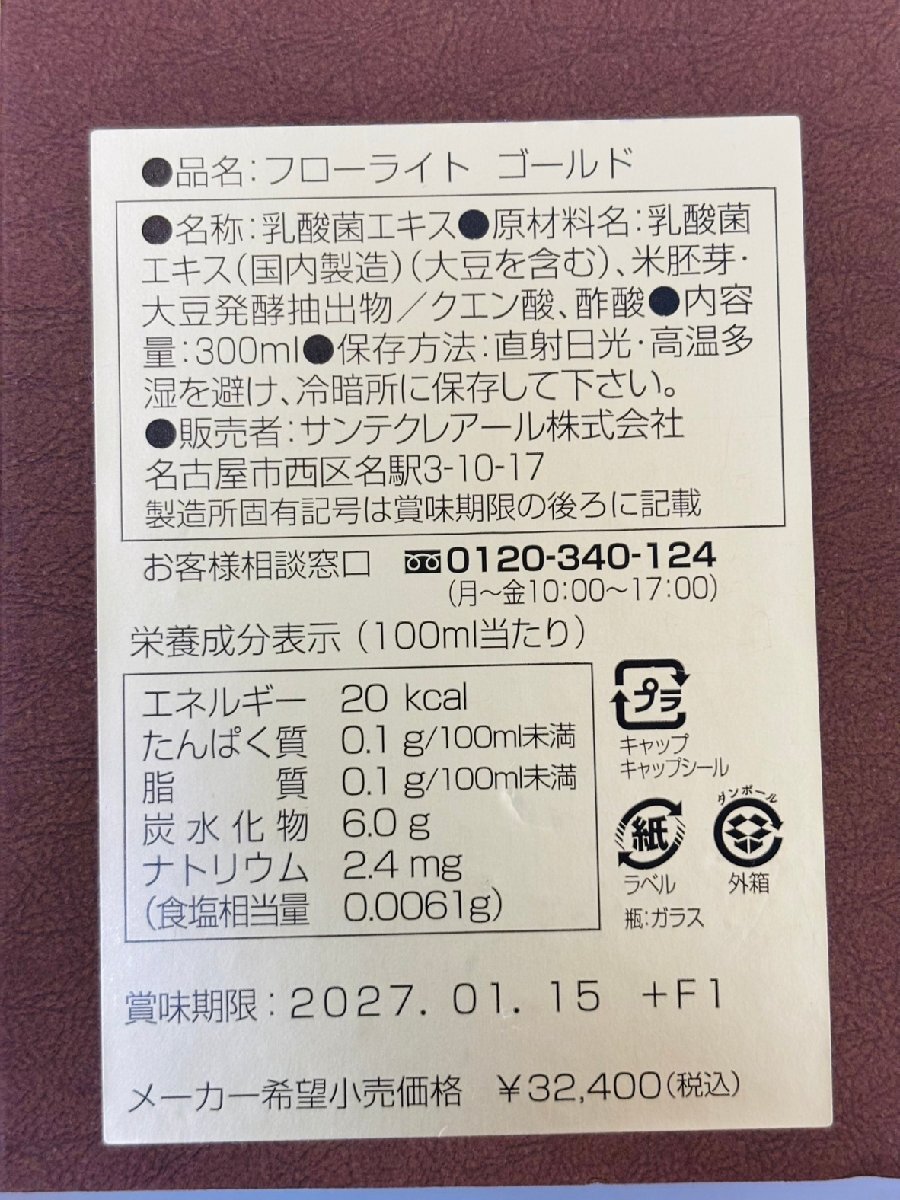 ●品名:フローライト ゴールド
●名称:乳酸菌エキス●原材料名:乳酸菌
エキス(国内製造)(大豆を含む)、米胚芽・
大豆発酵抽出物/クエン酸、酢酸●内容
量:300ml●保存方法:直射日光・高温多
湿を避け、冷暗所に保存して下さい。
●販売者:サンテクレアール株式会社
名古屋市西区名駅3-10-17
製造所固有記号は賞味期限の後ろに記載
お客様相談窓口 0120-340-124
(月〜金10:00〜17:00)
栄養成分表示(100ml当たり)
エネルギー 20 kcal
たんぱく質 0.1 g/100ml未満
脂質 0.1 g/100ml未満
炭水化物 6.0 g
ナトリウム 2.4 mg
(食塩相当量 0.0061g)
プラ
キャップ
キャップシール
紙
ラベル
ダンボール
外箱
瓶:ガラス
賞味期限:2027.01.15 +F1
メーカー希望小売価格 ¥32,400(税込)